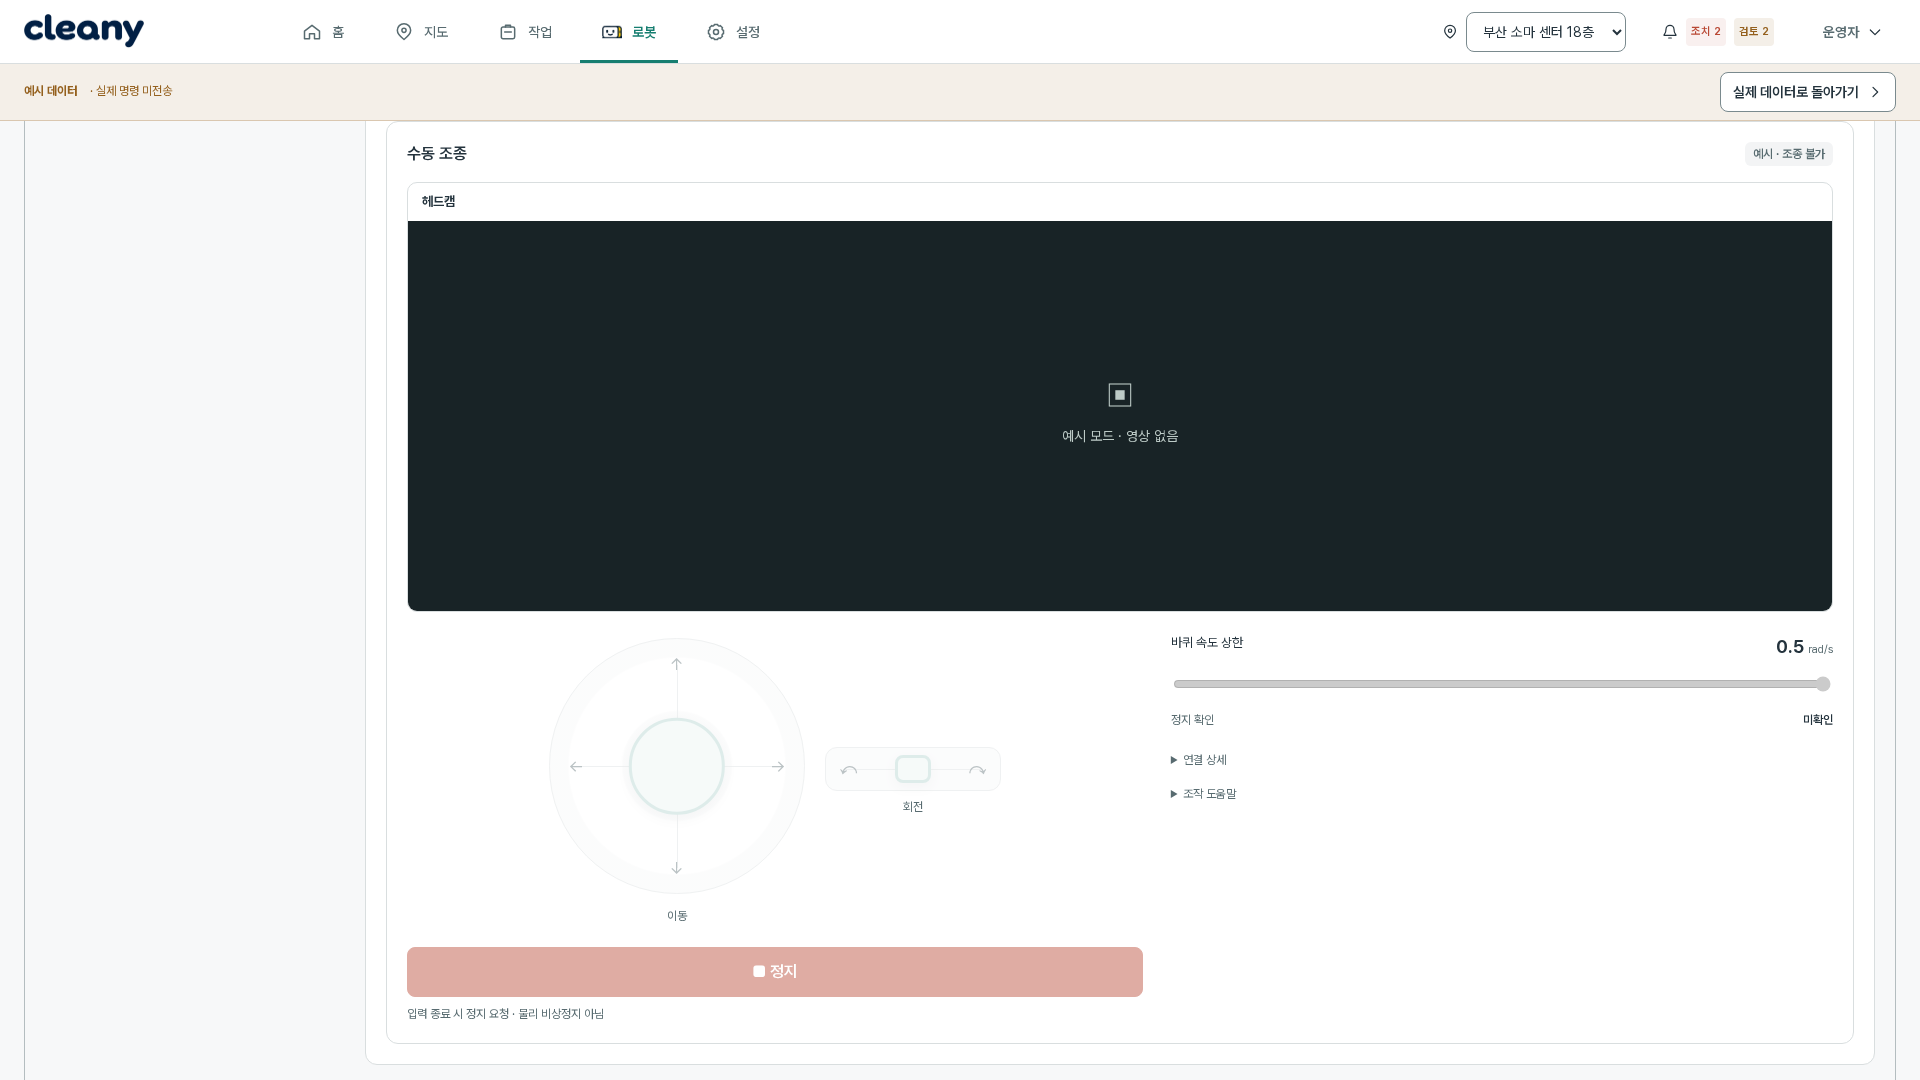 cleany
홈
지도
작업
로봇
설정
부산 소마 센터 18층
조치 2
검토 2
운영자
예시 데이터 · 실제 명령 미전송
실제 데이터로 돌아가기
수동 조종
예시 · 조종 불가
헤드캠
예시 모드 · 영상 없음
바퀴 속도 상한
0.5 rad/s
정지 확인
미확인
연결 상세
조작 도움말
회전
이동
정지
입력 종료 시 정지 요청 · 물리 비상정지 아님